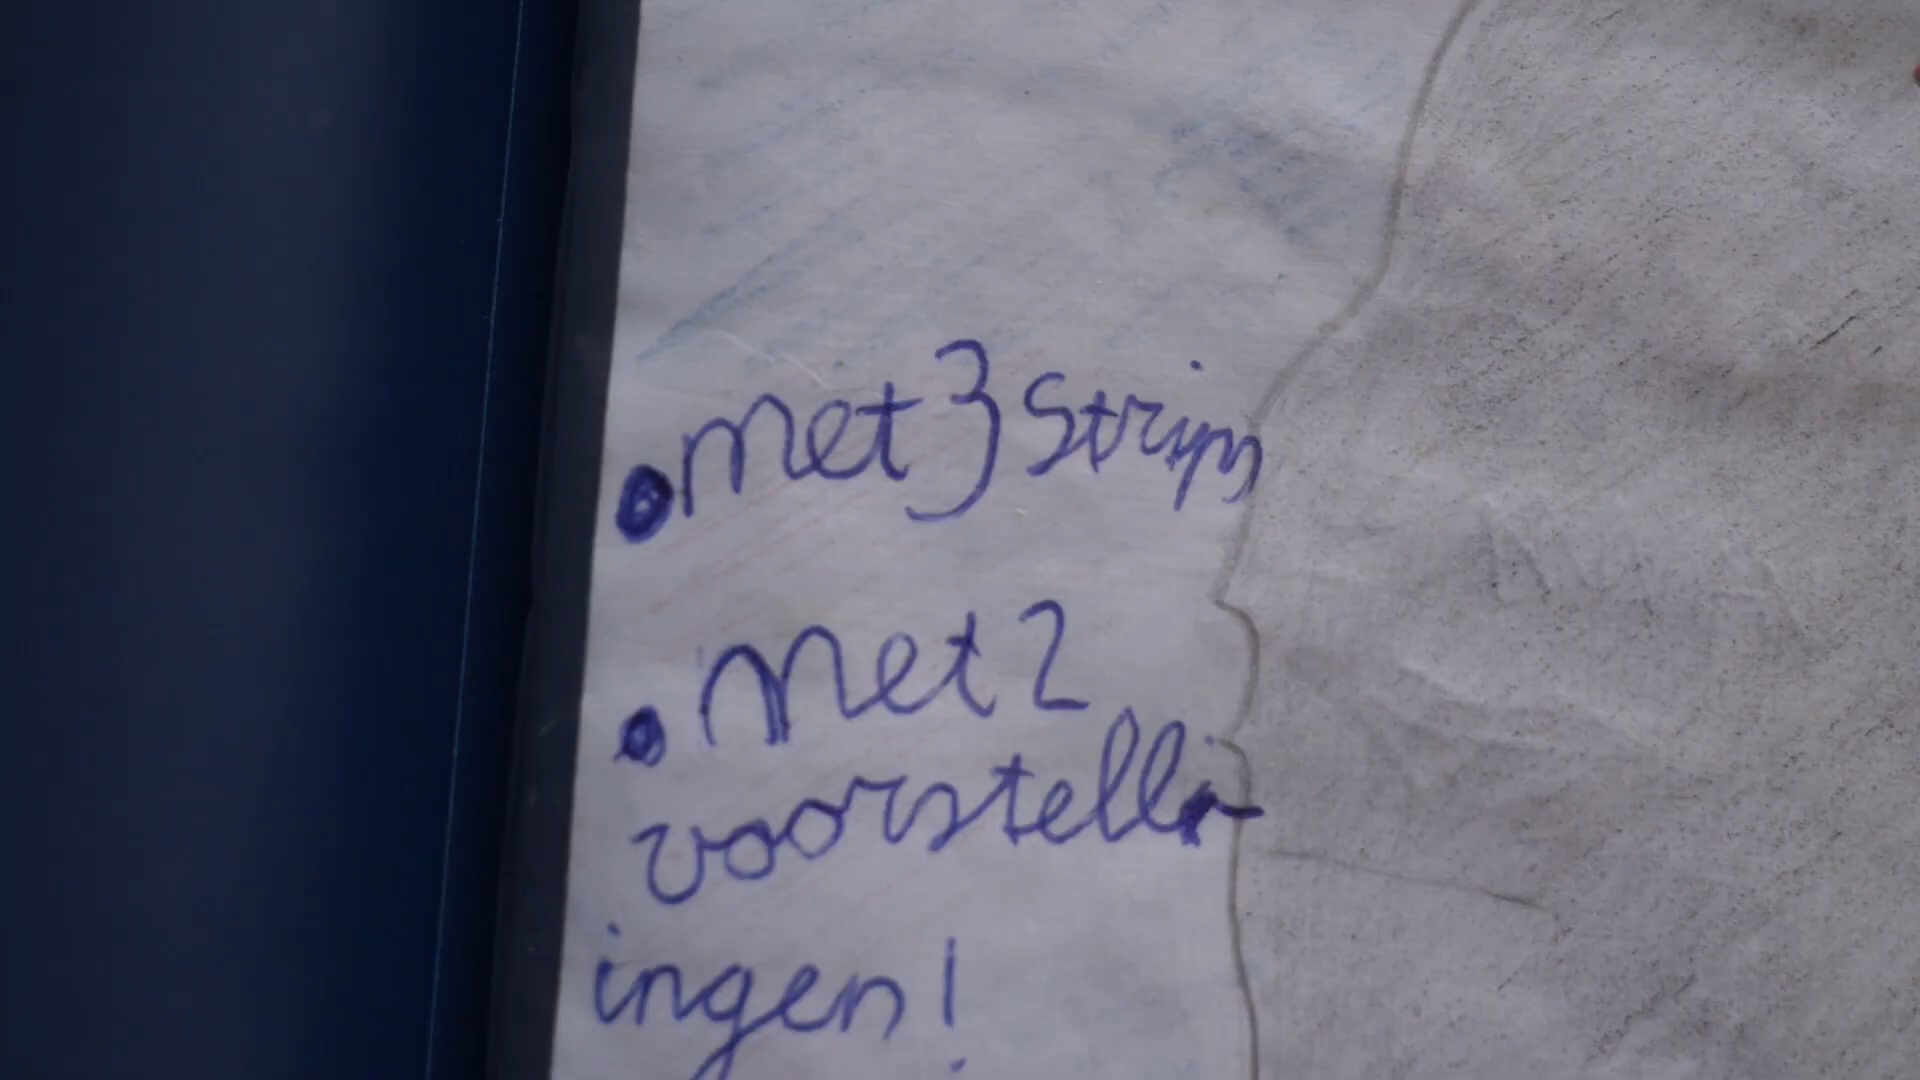 • met 3 Strips
• Met 2
voorstell-
ingen!